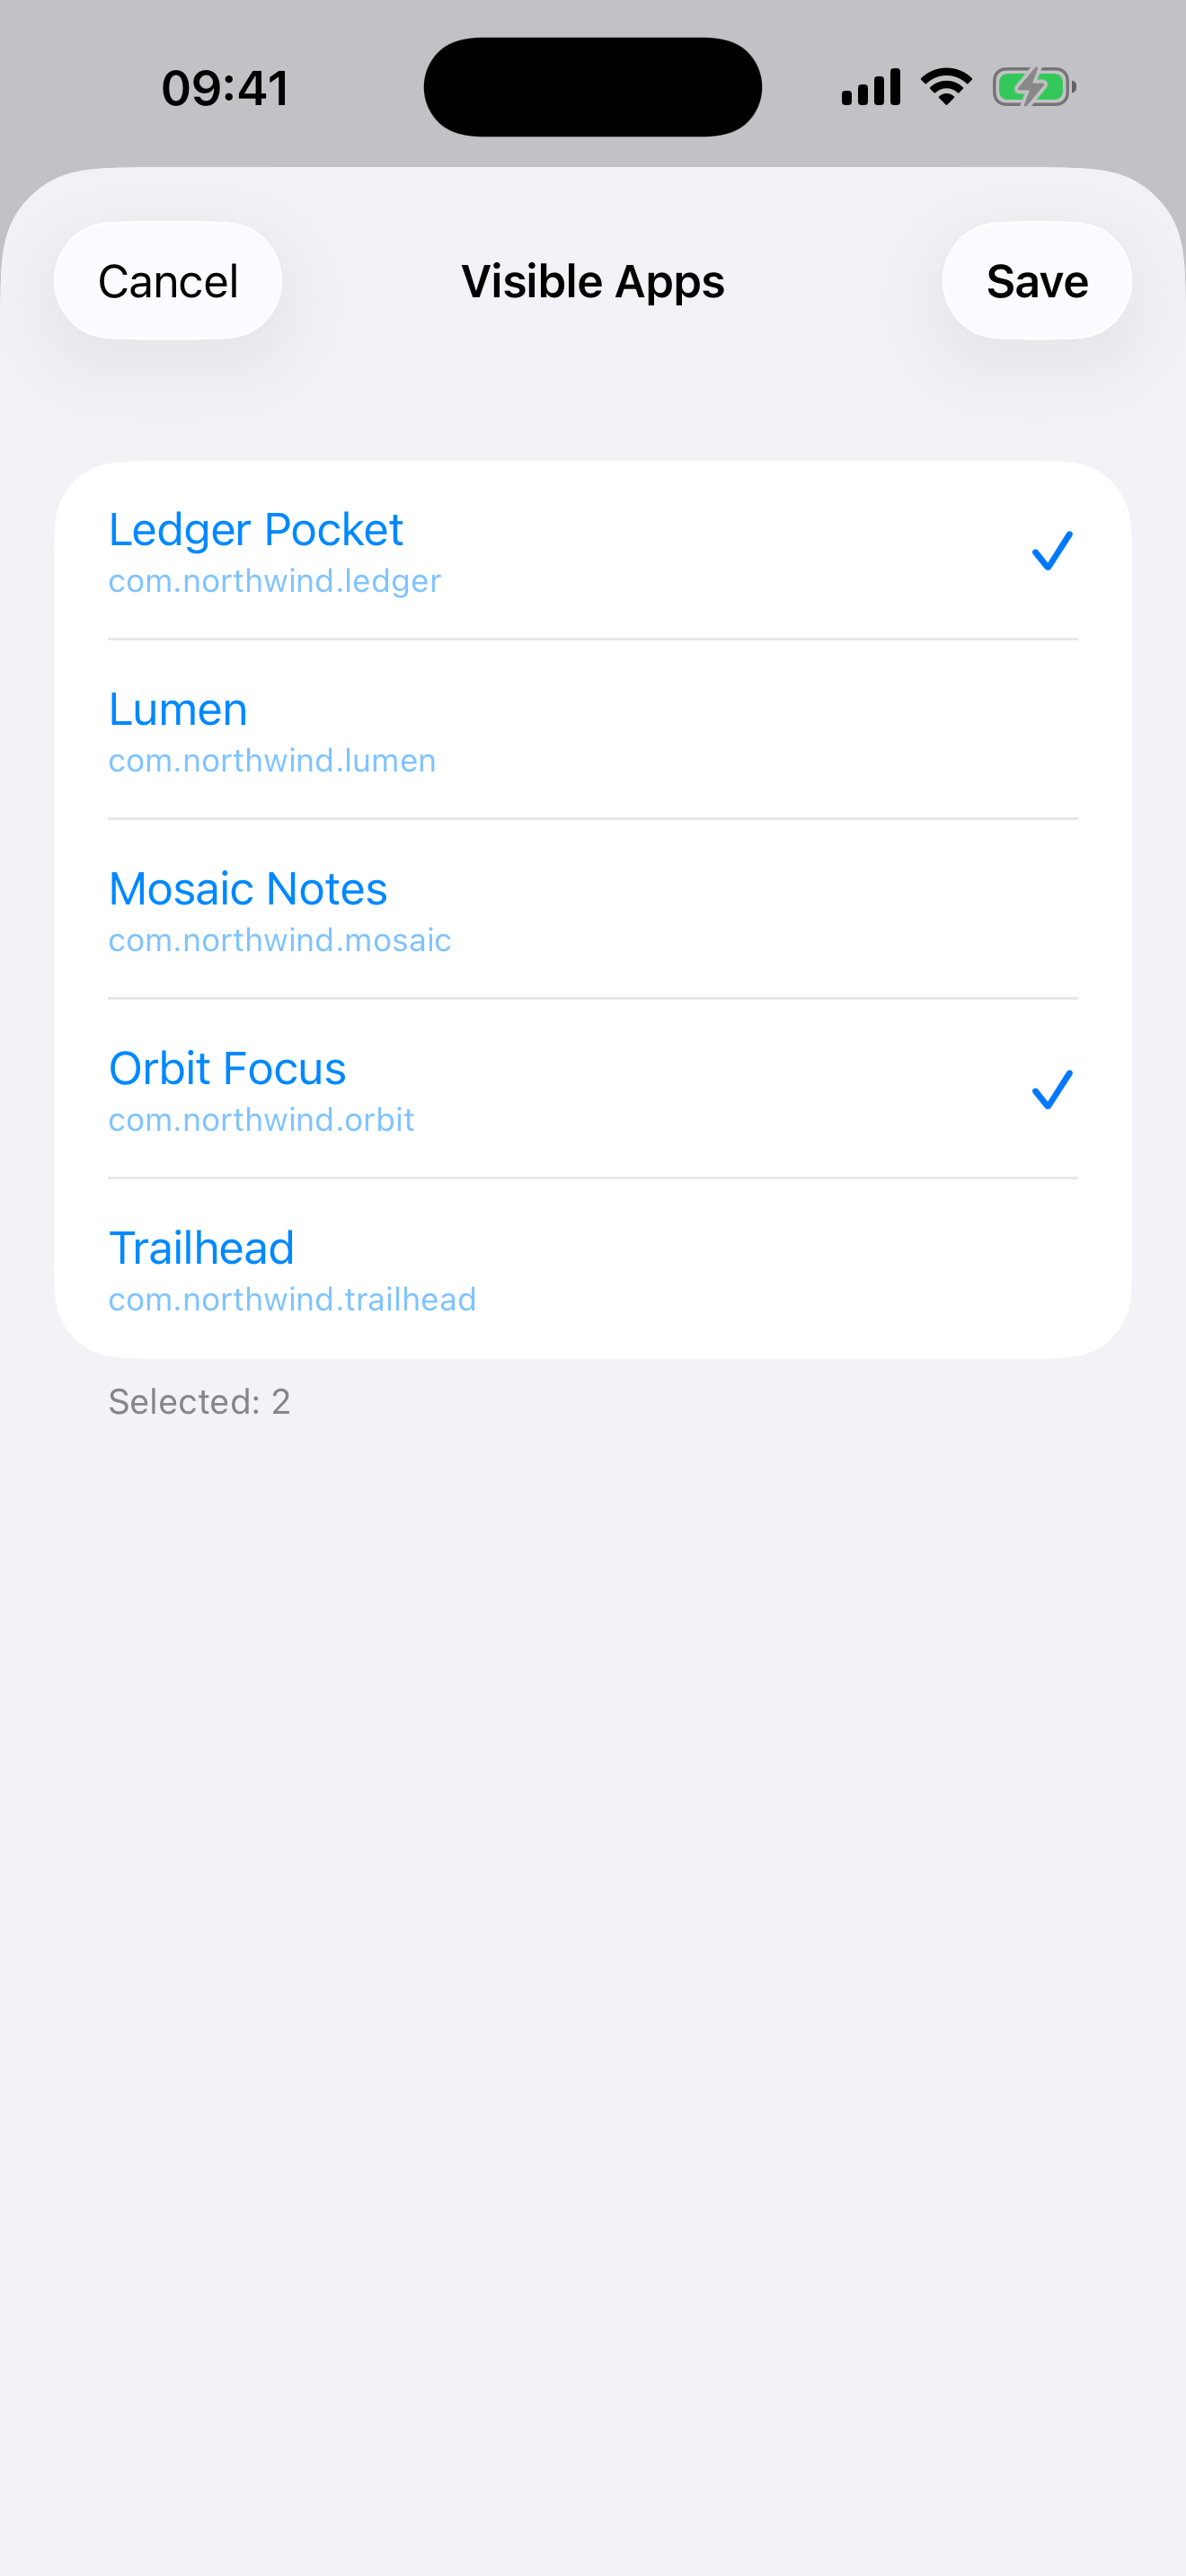 09:41
Cancel
Visible Apps
Save
Ledger Pocket
com.northwind.ledger
Lumen
com.northwind.lumen
Mosaic Notes
com.northwind.mosaic
Orbit Focus
com.northwind.orbit
Trailhead
com.northwind.trailhead
Selected: 2